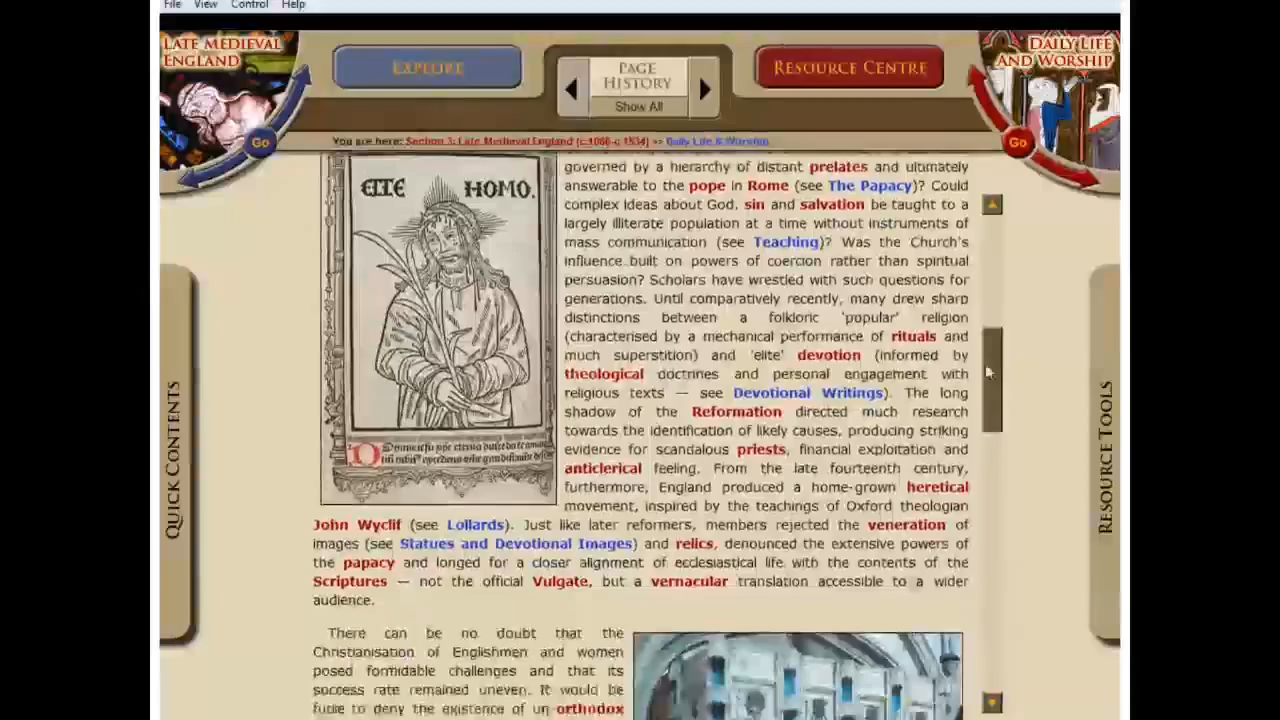 File View Control Help
LATE MEDIEVAL
ENGLAND
EXPLORE
PAGE
HISTORY
Show All
RESOURCE CENTRE
DAILY LIFE
AND WORSHIP
Go
Go
You are here: Section 3: Late Medieval England (c.1066-c.1534) >> Daily Life & Worship
governed by a hierarchy of distant prelates and ultimately
answerable to the pope in Rome (see The Papacy)? Could
complex ideas about God, sin and salvation be taught to a
largely illiterate population at a time without instruments of
mass communication (see Teaching)? Was the Church's
influence built on powers of coercion rather than spiritual
persuasion? Scholars have wrestled with such questions for
generations. Until comparatively recently, many drew sharp
distinctions between a folkloric 'popular' religion
(characterised by a mechanical performance of rituals and
much superstition) and 'elite' devotion (informed by
theological doctrines and personal engagement with
religious texts — see Devotional Writings). The long
shadow of the Reformation directed much research
towards the identification of likely causes, producing striking
evidence for scandalous priests, financial exploitation and
anticlerical feeling. From the late fourteenth century,
furthermore, England produced a home-grown heretical
movement, inspired by the teachings of Oxford theologian
John Wyclif (see Lollards). Just like later reformers, members rejected the veneration of
images (see Statues and Devotional Images) and relics, denounced the extensive powers of
the papacy and longed for a closer alignment of ecclesiastical life with the contents of the
Scriptures — not the official Vulgate, but a vernacular translation accessible to a wider
audience.
There can be no doubt that the
Christianisation of Englishmen and women
posed formidable challenges and that its
success rate remained uneven. It would be
futile to deny the existence of un-orthodox
HOMO.
QUICK CONTENTS
RESOURCE TOOLS